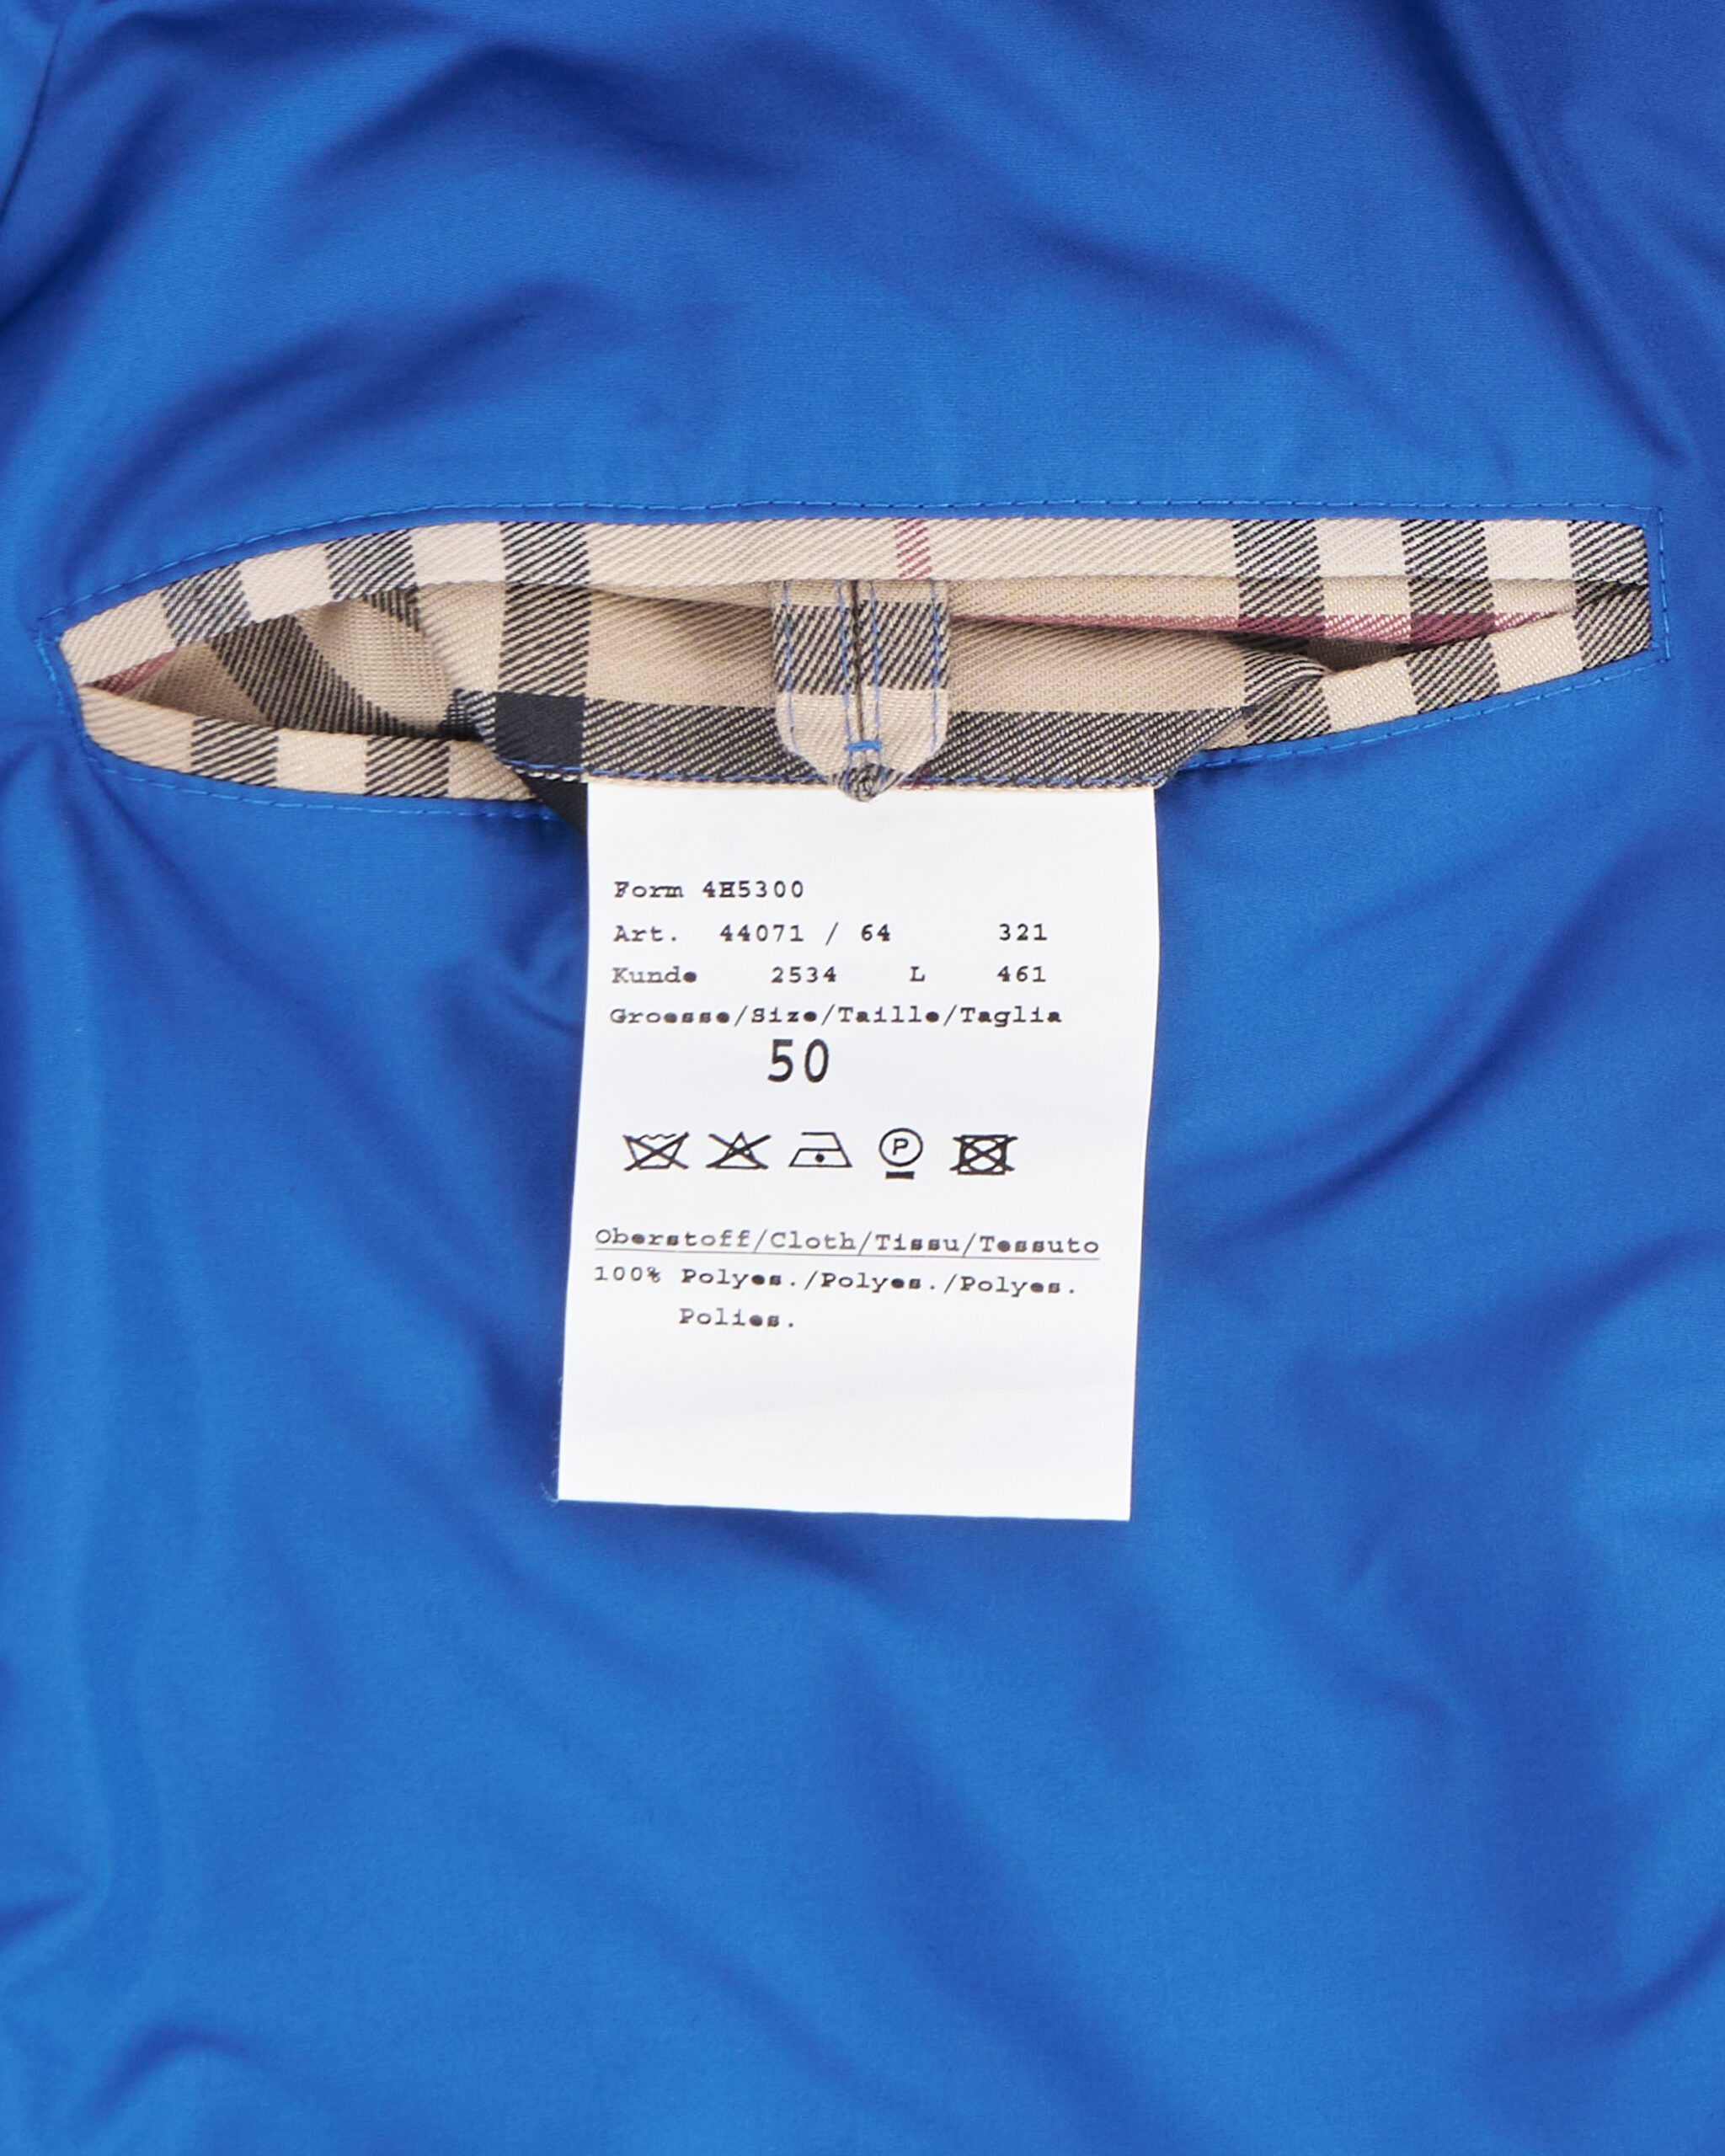 Form 4H5300
Art. 44071 / 64 321
Kunde 2534 L 461
Groesse/Size/Taille/Taglia
50
P
Oberstoff/Cloth/Tissu/Tessuto
100% Polyes./Polyes./Polyes.
Polies.